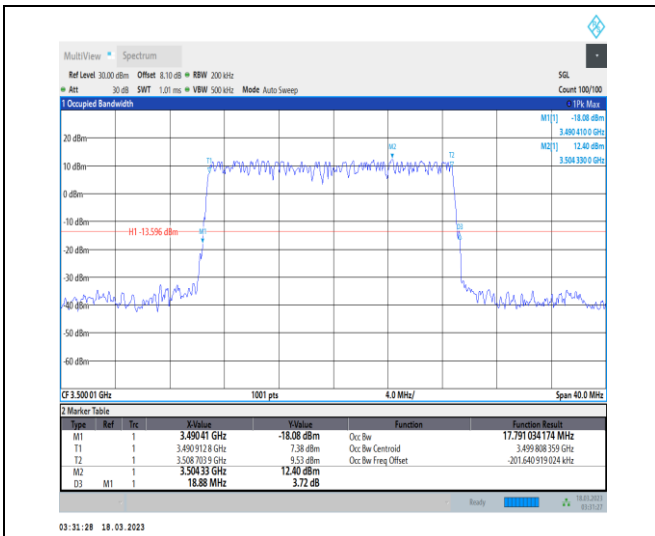 MultiView Spectrum
Ref Level 30.00 dBm Offset 8.10 dB RBW 200 kHz SGL
Att 30 dB SWT 1.01 ms VBW 500 kHz Mode Auto Sweep Count 100/100
1 Occupied Bandwidth 1Pk Max
M1[1] -18.08 dBm
3.490 410 0 GHz
M2[1] 12.40 dBm
3.504 330 0 GHz
20 dBm
M2
T1 T2
10 dBm
0 dBm
-10 dBm
H1 -13.596 dBm M1 D3
-20 dBm
-30 dBm
-40 dBm
-50 dBm
-60 dBm
CF 3.500 01 GHz 1001 pts 4.0 MHz/ Span 40.0 MHz
2 Marker Table
Type Ref Trc X-Value Y-Value Function Function Result
M1 1 3.490 41 GHz -18.08 dBm Occ Bw 17.791 034 174 MHz
T1 1 3.490 912 8 GHz 7.38 dBm Occ Bw Centroid 3.499 808 359 GHz
T2 1 3.508 703 9 GHz 9.53 dBm Occ Bw Freq Offset -201.640 919 024 kHz
M2 1 3.504 33 GHz 12.40 dBm
D3 M1 1 18.88 MHz 3.72 dB
Ready 18.03.2023
03:31:27
03:31:28 18.03.2023